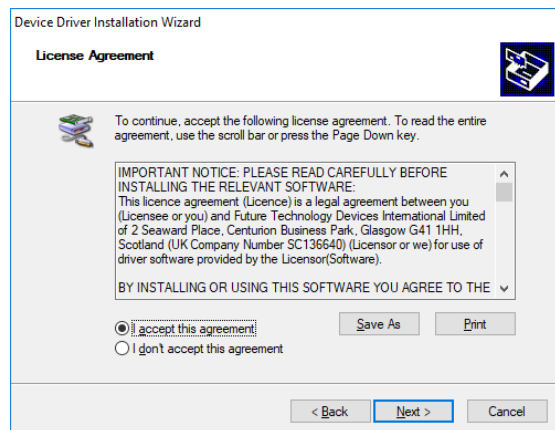 Device Driver Installation Wizard
License Agreement
To continue, accept the following license agreement. To read the entire
agreement, use the scroll bar or press the Page Down key.
IMPORTANT NOTICE: PLEASE READ CAREFULLY BEFORE
INSTALLING THE RELEVANT SOFTWARE:
This licence agreement (Licence) is a legal agreement between you
(Licensee or you) and Future Technology Devices International Limited
of 2 Seaward Place, Centurion Business Park, Glasgow G41 1HH,
Scotland (UK Company Number SC136640) (Licensor or we) for use of
driver software provided by the Licensor(Software).
BY INSTALLING OR USING THIS SOFTWARE YOU AGREE TO THE
I accept this agreement
Save As
Print
I don't accept this agreement
< Back
Next >
Cancel